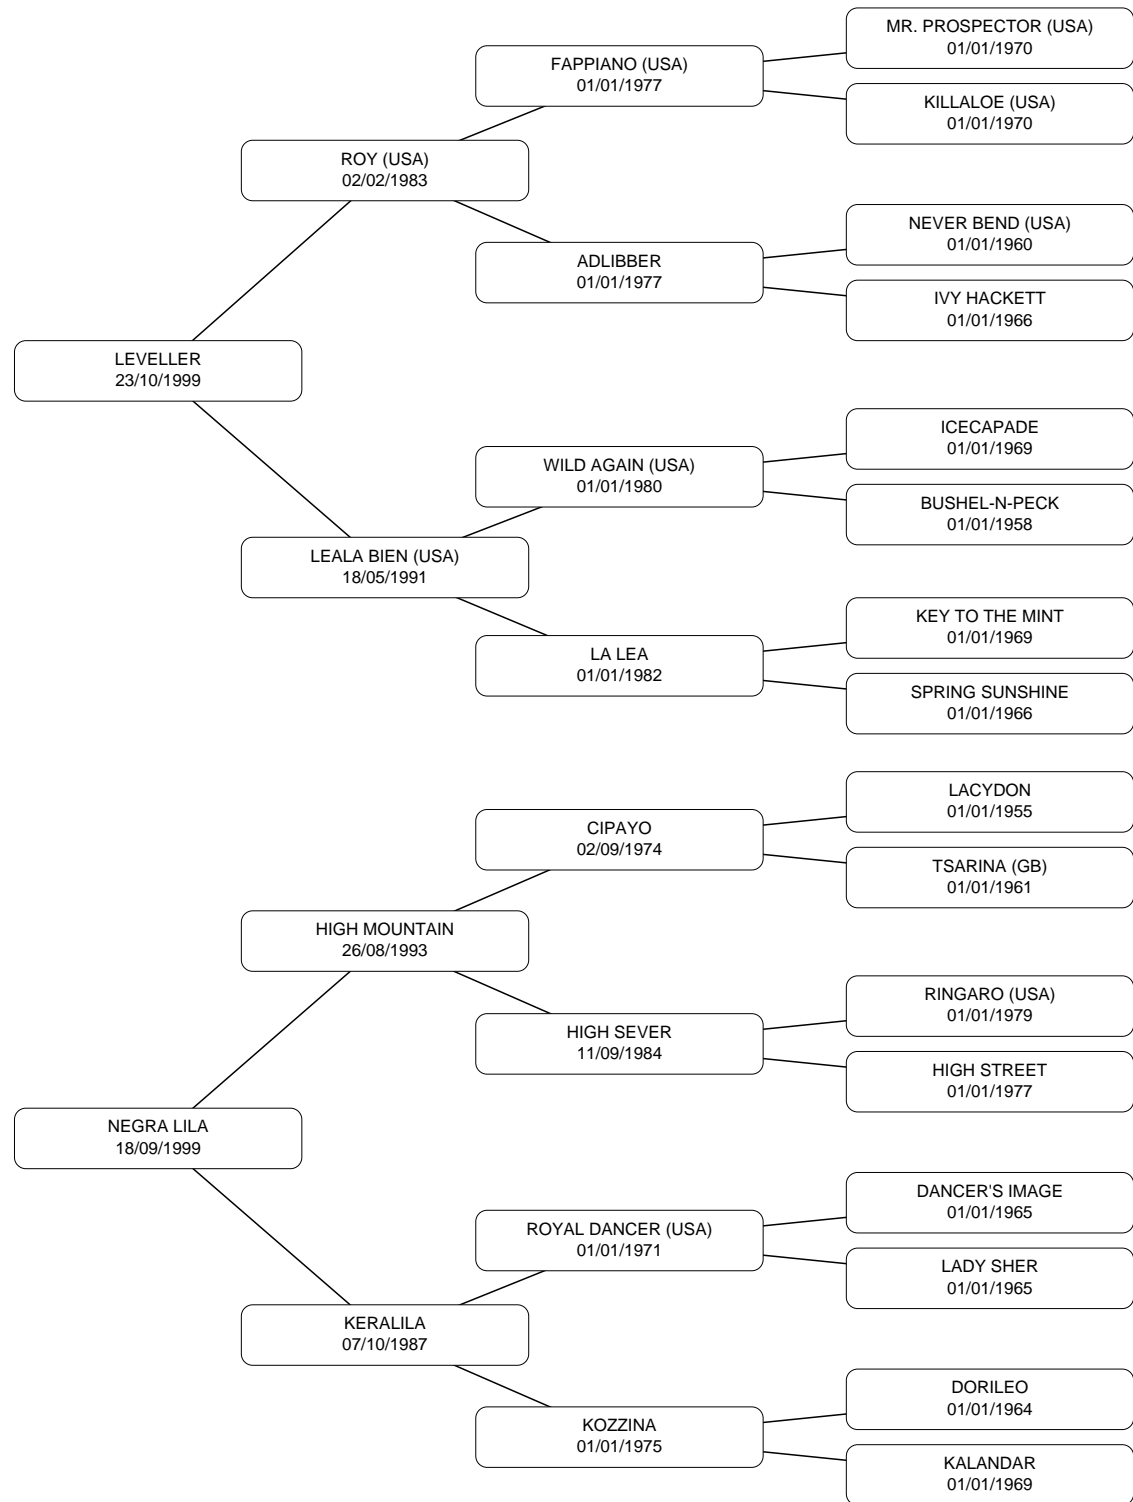 MR. PROSPECTOR (USA)
01/01/1970
FAPPIANO (USA)
01/01/1977
KILLALOE (USA)
01/01/1970
ROY (USA)
02/02/1983
NEVER BEND (USA)
01/01/1960
ADLIBBER
01/01/1977
IVY HACKETT
01/01/1966
LEVELLER
23/10/1999
ICECAPADE
01/01/1969
WILD AGAIN (USA)
01/01/1980
BUSHEL-N-PECK
01/01/1958
LEALA BIEN (USA)
18/05/1991
KEY TO THE MINT
01/01/1969
LA LEA
01/01/1982
SPRING SUNSHINE
01/01/1966
LACYDON
01/01/1955
CIPAYO
02/09/1974
TSARINA (GB)
01/01/1961
HIGH MOUNTAIN
26/08/1993
RINGARO (USA)
01/01/1979
HIGH SEVER
11/09/1984
HIGH STREET
01/01/1977
NEGRA LILA
18/09/1999
DANCER'S IMAGE
01/01/1965
ROYAL DANCER (USA)
01/01/1971
LADY SHER
01/01/1965
KERALILA
07/10/1987
DORILEO
01/01/1964
KOZZINA
01/01/1975
KALANDAR
01/01/1969